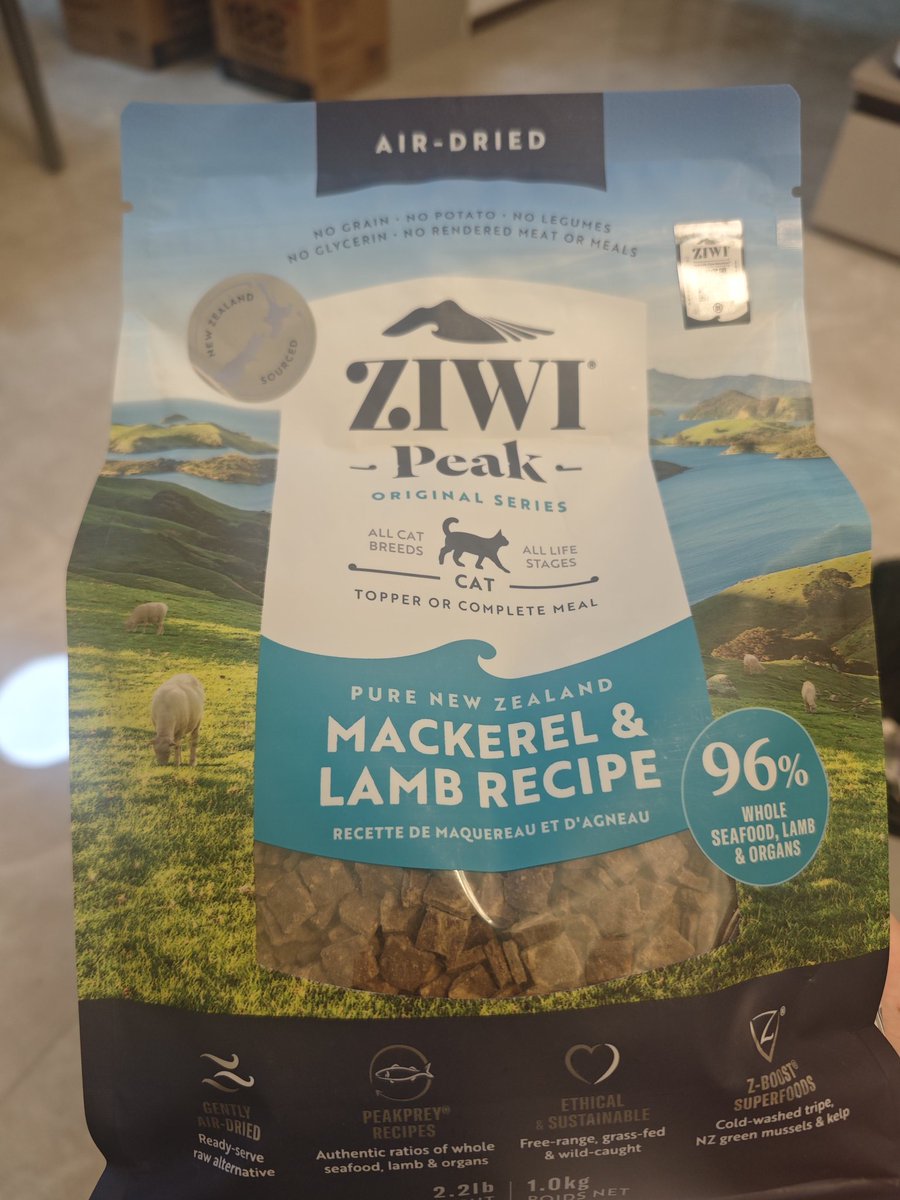 AIR-DRIED
NO GRAIN · NO POTATO · NO LEGUMES
NO GLYCERIN · NO RENDERED MEAT OR MEALS
ZIWI
NEW ZEALAND
SOURCED
ZIWI®
Peak
ORIGINAL SERIES
ALL CAT
BREEDS
ALL LIFE
STAGES
CAT
TOPPER OR COMPLETE MEAL
PURE NEW ZEALAND
MACKEREL &
LAMB RECIPE
RECETTE DE MAQUEREAU ET D'AGNEAU
96%
WHOLE
SEAFOOD, LAMB
& ORGANS
GENTLY
AIR-DRIED
Ready-serve
raw alternative
PEAKPREY®
RECIPES
Authentic ratios of whole
seafood, lamb & organs
ETHICAL
& SUSTAINABLE
Free-range, grass-fed
& wild-caught
Z®
Z-BOOST®
SUPERFOODS
Cold-washed tripe,
NZ green mussels & kelp
2.2lb | 1.0kg
POIDS NET